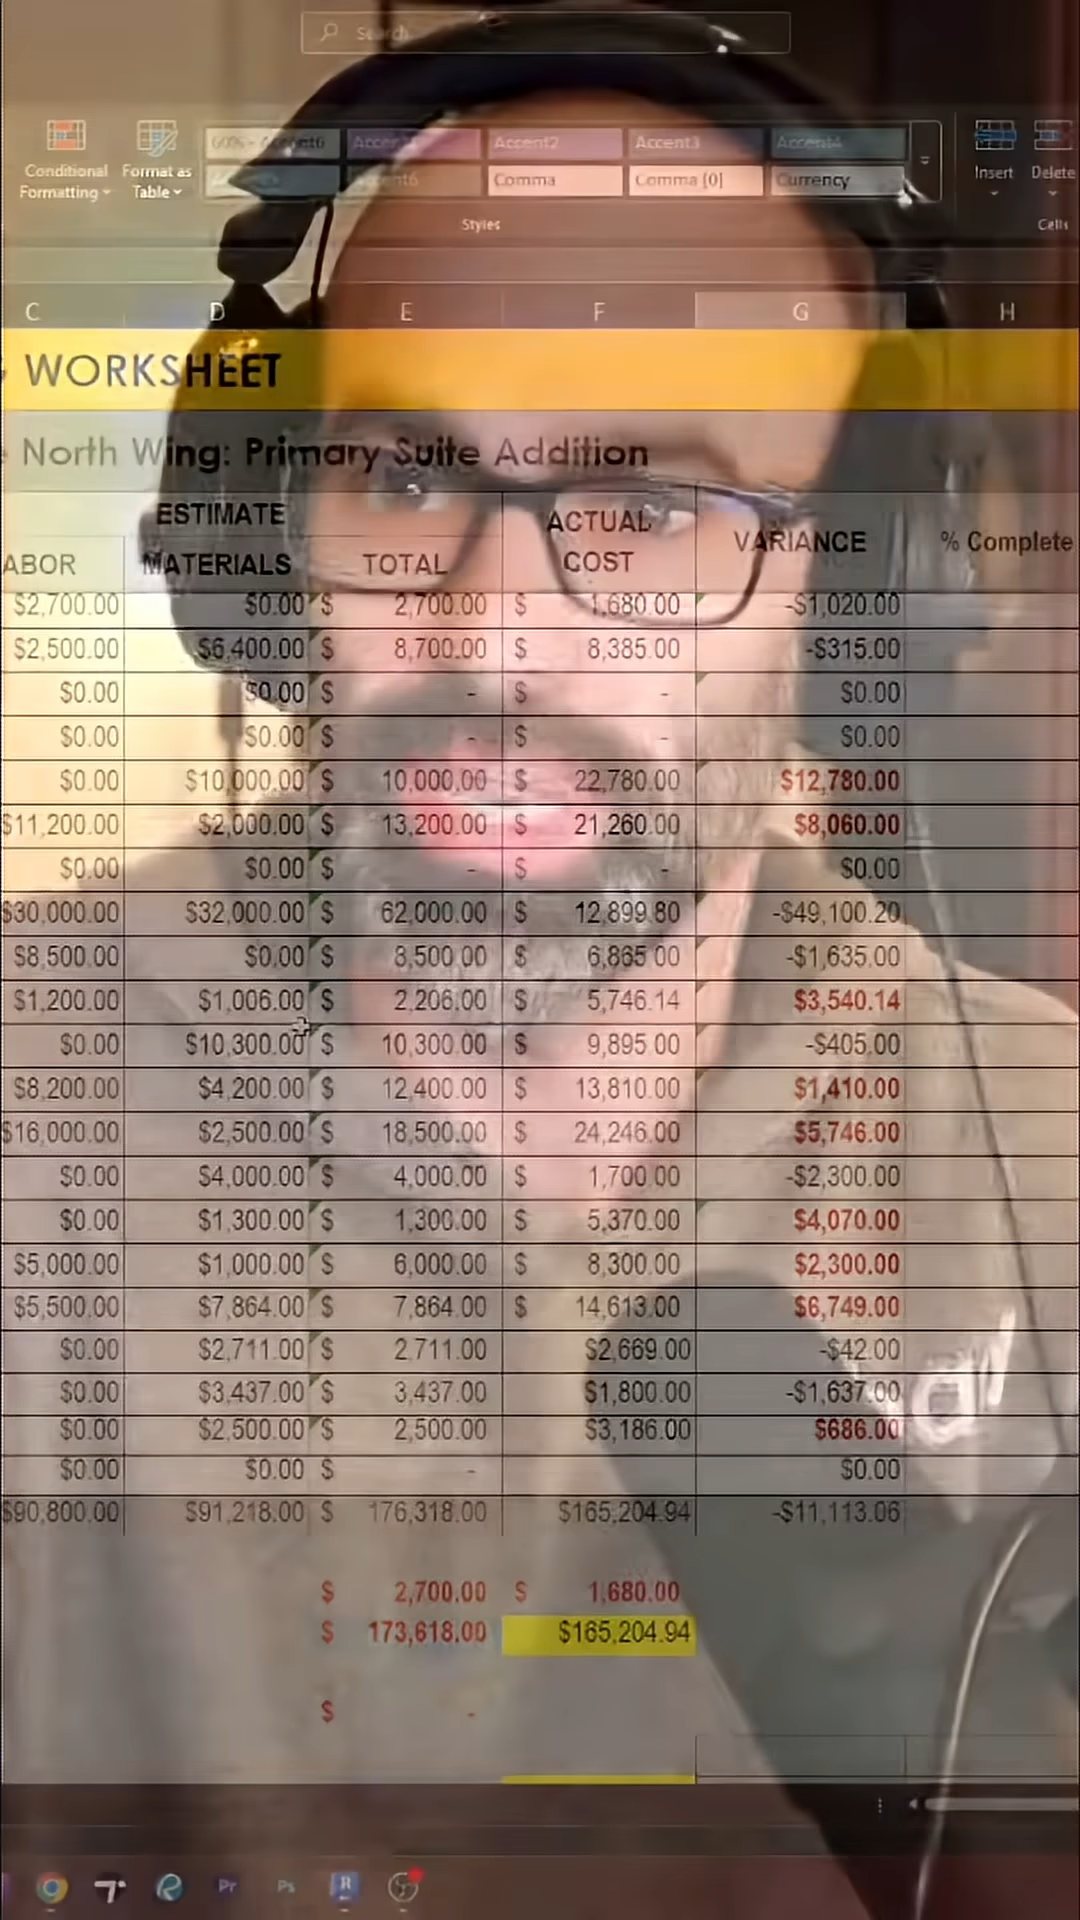 Search
60% - Accent6 Accent1 Accent2 Accent3 Accent4
Accent6 Comma Comma [0] Currency
Conditional Formatting
Format as Table
Insert
Delete
Styles
Cells
C D E F G H
WORKSHEET
North Wing: Primary Suite Addition
ESTIMATE
ABOR MATERIALS TOTAL ACTUAL COST VARIANCE % Complete
$2,700.00 $0.00 $ 2,700.00 $ 1,680.00 -$1,020.00
$2,500.00 $6,400.00 $ 8,700.00 $ 8,385.00 -$315.00
$0.00 $0.00 $ - $ - $0.00
$0.00 $0.00 $ - $ - $0.00
$0.00 $10,000.00 $ 10,000.00 $ 22,780.00 $12,780.00
$11,200.00 $2,000.00 $ 13,200.00 $ 21,260.00 $8,060.00
$0.00 $0.00 $ - $ - $0.00
$30,000.00 $32,000.00 $ 62,000.00 $ 12,899.80 -$49,100.20
$8,500.00 $0.00 $ 8,500.00 $ 6,865.00 -$1,635.00
$1,200.00 $1,006.00 $ 2,206.00 $ 5,746.14 $3,540.14
$0.00 $10,300.00 $ 10,300.00 $ 9,895.00 -$405.00
$8,200.00 $4,200.00 $ 12,400.00 $ 13,810.00 $1,410.00
$16,000.00 $2,500.00 $ 18,500.00 $ 24,246.00 $5,746.00
$0.00 $4,000.00 $ 4,000.00 $ 1,700.00 -$2,300.00
$0.00 $1,300.00 $ 1,300.00 $ 5,370.00 $4,070.00
$5,000.00 $1,000.00 $ 6,000.00 $ 8,300.00 $2,300.00
$5,500.00 $7,864.00 $ 7,864.00 $ 14,613.00 $6,749.00
$0.00 $2,711.00 $ 2,711.00 $2,669.00 -$42.00
$0.00 $3,437.00 $ 3,437.00 $1,800.00 -$1,637.00
$0.00 $2,500.00 $ 2,500.00 $3,186.00 $686.00
$0.00 $0.00 $ - $0.00
$90,800.00 $91,218.00 $ 176,318.00 $165,204.94 -$11,113.06
$ 2,700.00 $ 1,680.00
$ 173,618.00 $165,204.94
$ -
Pr Ps R